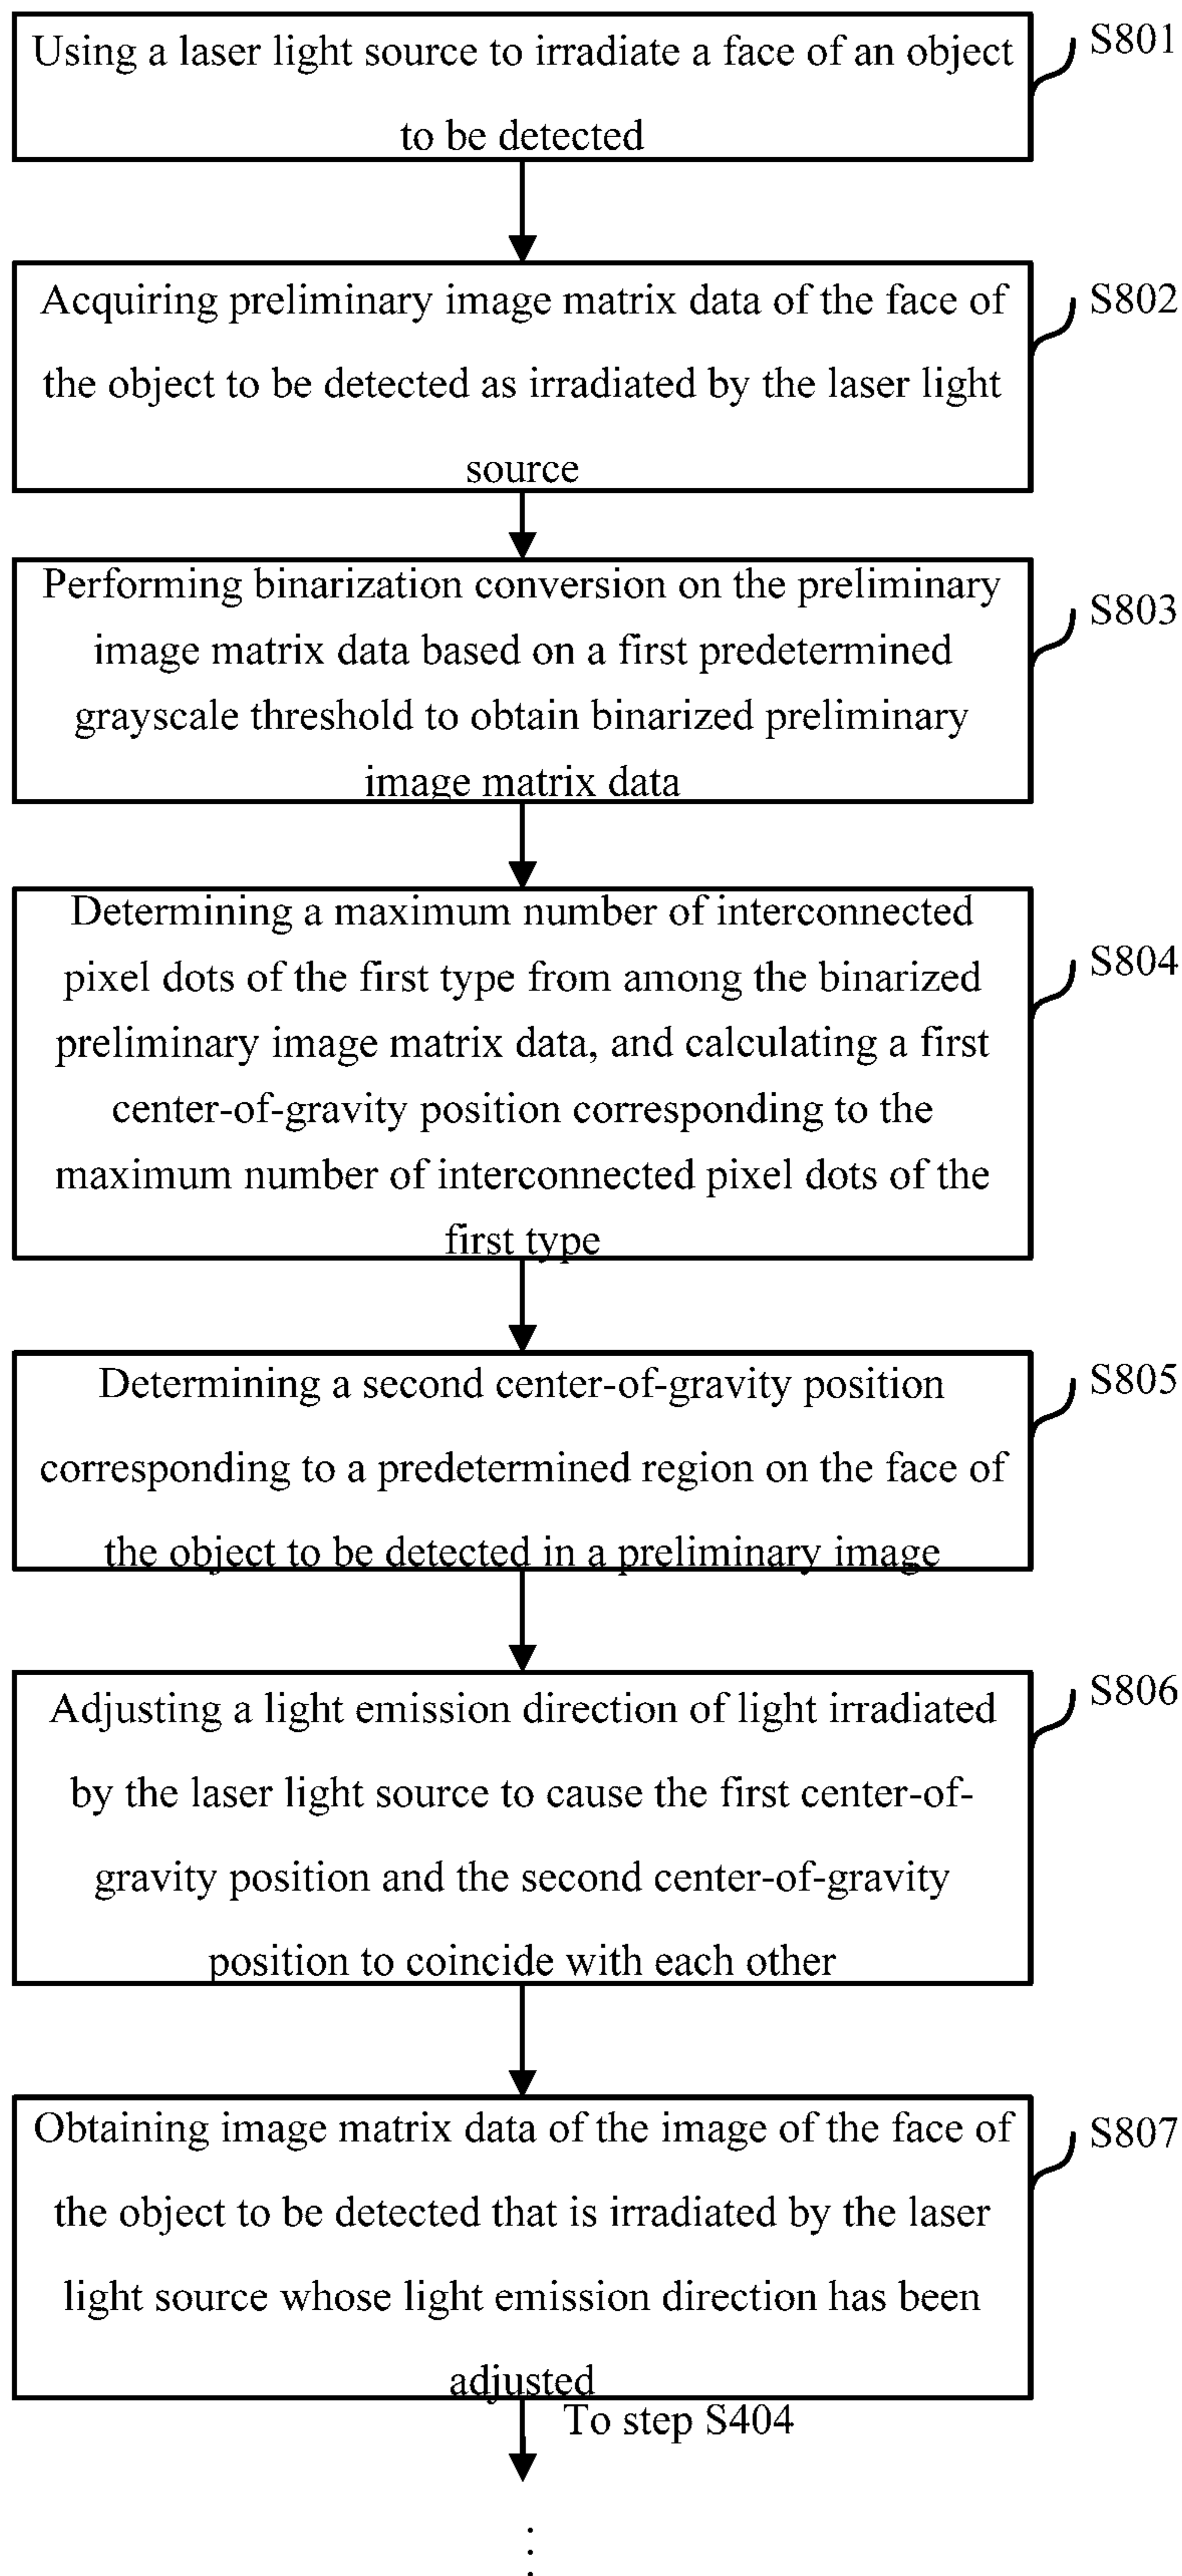 Using a laser light source to irradiate a face of an object
to be detected
S801
Acquiring preliminary image matrix data of the face of
the object to be detected as irradiated by the laser light
source
S802
Performing binarization conversion on the preliminary
image matrix data based on a first predetermined
grayscale threshold to obtain binarized preliminary
image matrix data
S803
Determining a maximum number of interconnected
pixel dots of the first type from among the binarized
preliminary image matrix data, and calculating a first
center-of-gravity position corresponding to the
maximum number of interconnected pixel dots of the
first type
S804
Determining a second center-of-gravity position
corresponding to a predetermined region on the face of
the object to be detected in a preliminary image
S805
Adjusting a light emission direction of light irradiated
by the laser light source to cause the first center-of-
gravity position and the second center-of-gravity
position to coincide with each other
S806
Obtaining image matrix data of the image of the face of
the object to be detected that is irradiated by the laser
light source whose light emission direction has been
adjusted
S807
To step S404